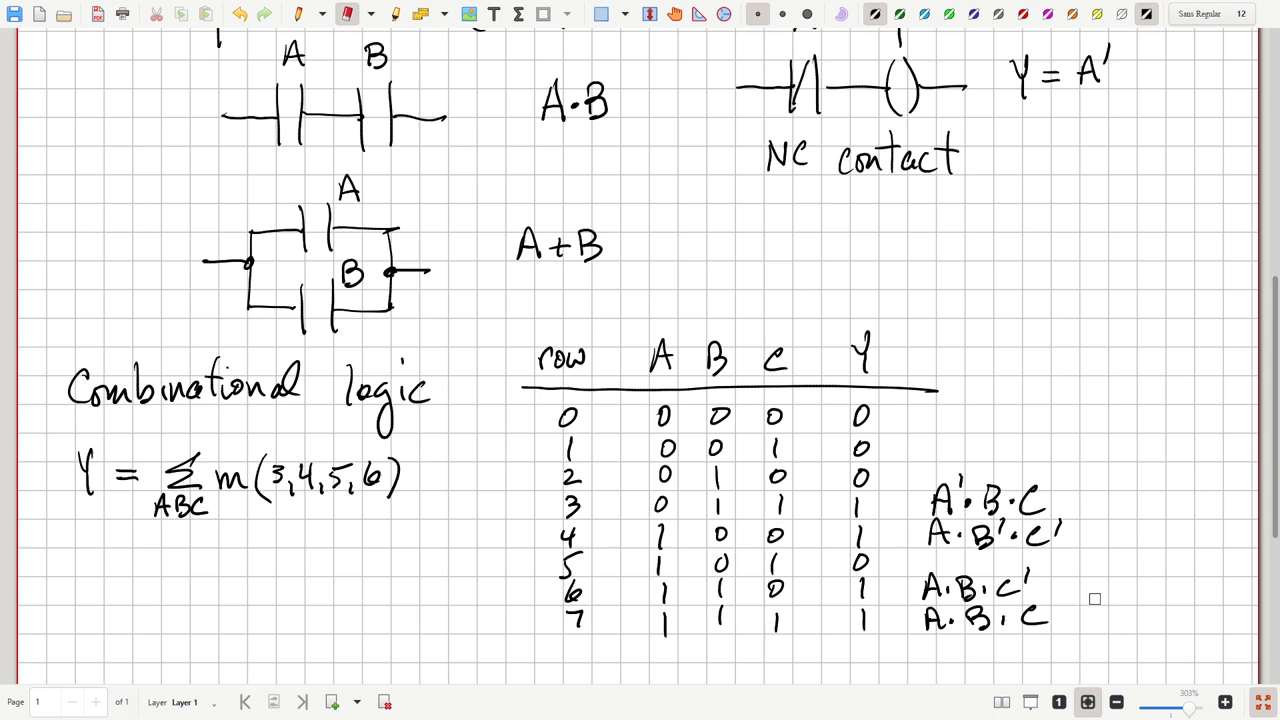 Sans Regular 12
A B
A·B
Y = A'
NC contact
A
B
A+B
Combinational logic
Y = Σ m(3,4,5,6)
ABC
row A B C Y
0 0 0 0 0
1 0 0 1 0
2 0 1 0 0
3 0 1 1 1 A'·B·C
4 1 0 0 1 A·B'·C'
5 1 0 1 0
6 1 1 0 1 A·B·C'
7 1 1 1 1 A·B·C
Page 1 of 1 Layer Layer 1 303%